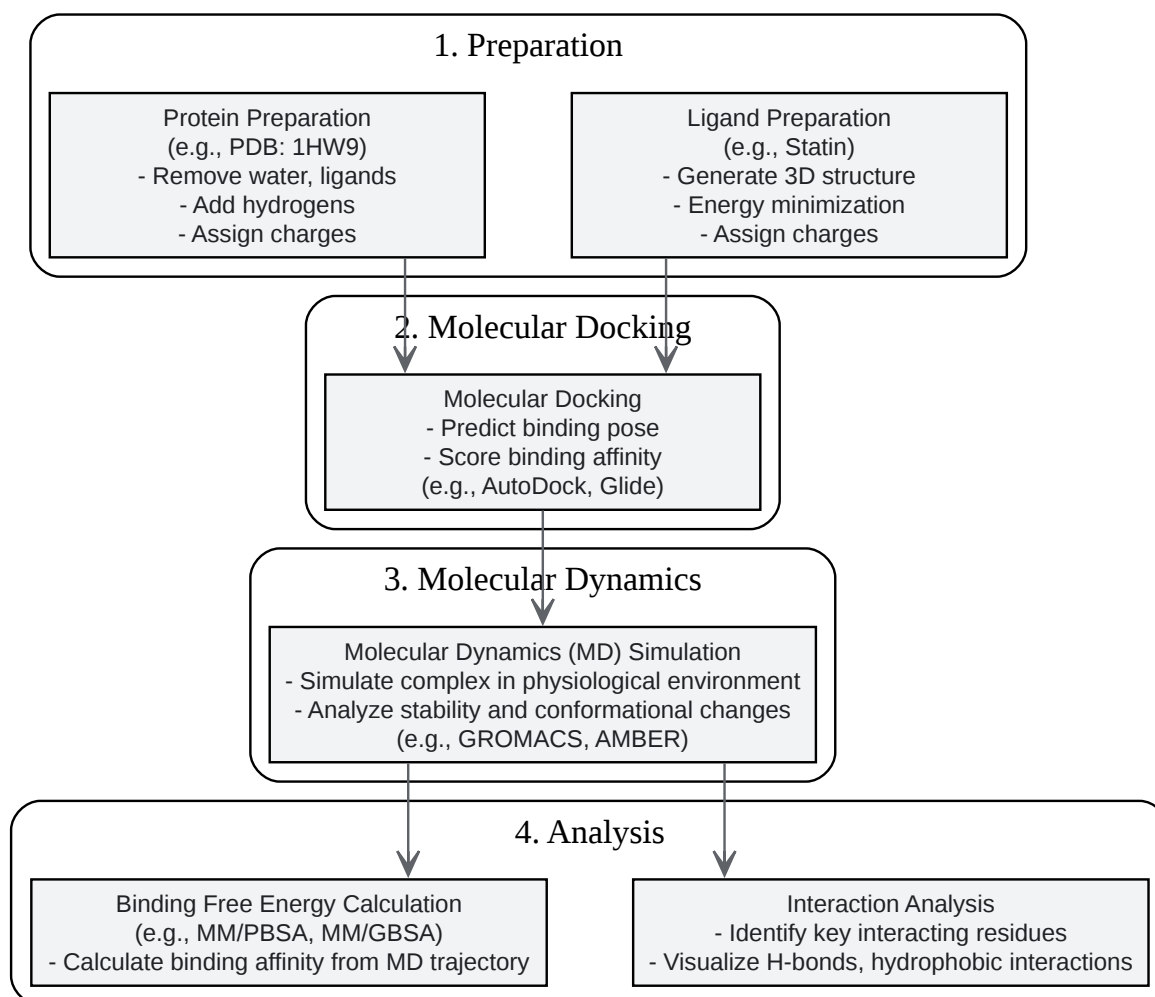 1. Preparation
Protein Preparation
(e.g., PDB: 1HW9)
- Remove water, ligands
- Add hydrogens
- Assign charges
Ligand Preparation
(e.g., Statin)
- Generate 3D structure
- Energy minimization
- Assign charges
2. Molecular Docking
Molecular Docking
- Predict binding pose
- Score binding affinity
(e.g., AutoDock, Glide)
3. Molecular Dynamics
Molecular Dynamics (MD) Simulation
- Simulate complex in physiological environment
- Analyze stability and conformational changes
(e.g., GROMACS, AMBER)
4. Analysis
Binding Free Energy Calculation
(e.g., MM/PBSA, MM/GBSA)
- Calculate binding affinity from MD trajectory
Interaction Analysis
- Identify key interacting residues
- Visualize H-bonds, hydrophobic interactions